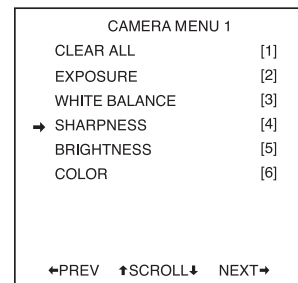 CAMERA MENU 1
CLEAR ALL [1]
EXPOSURE [2]
WHITE BALANCE [3]
➡ SHARPNESS [4]
BRIGHTNESS [5]
COLOR [6]
⬅PREV ⬆SCROLL⬇ NEXT➡